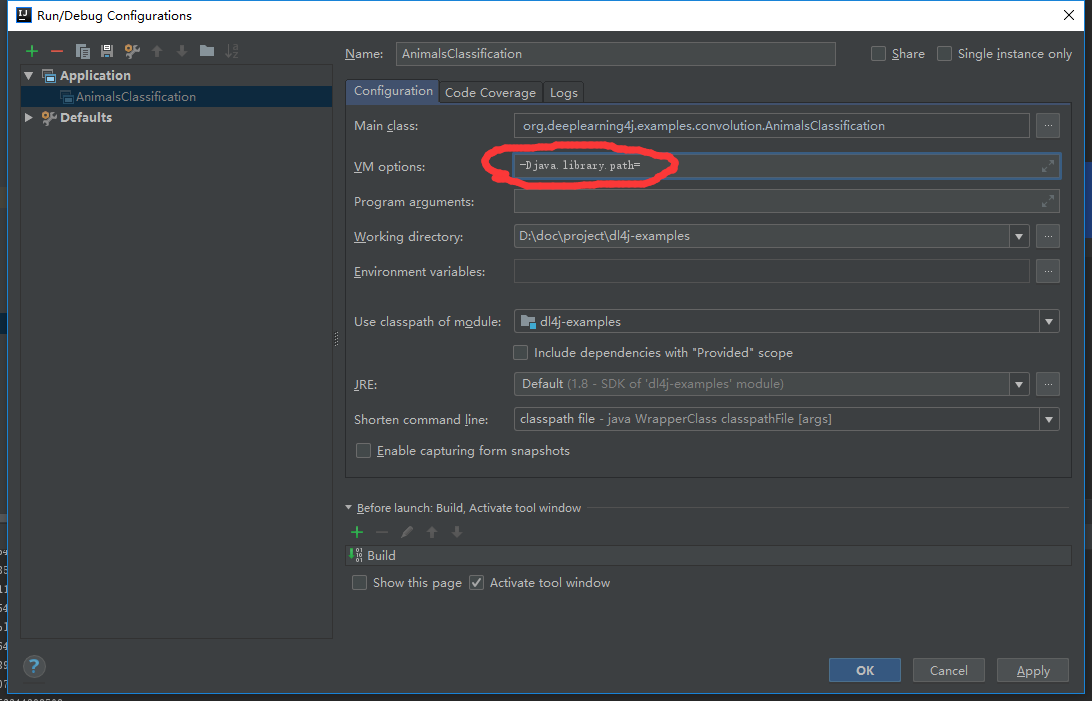 Run/Debug Configurations
Name: AnimalsClassification Share Single instance only
Application
AnimalsClassification
Defaults
Configuration Code Coverage Logs
Main class: org.deeplearning4j.examples.convolution.AnimalsClassification
VM options: -Djava.library.path=
Program arguments:
Working directory: D:\doc\project\dl4j-examples
Environment variables:
Use classpath of module: dl4j-examples
Include dependencies with "Provided" scope
JRE: Default (1.8 - SDK of 'dl4j-examples' module)
Shorten command line: classpath file - java WrapperClass classpathFile [args]
Enable capturing form snapshots
Before launch: Build, Activate tool window
Build
Show this page Activate tool window
? OK Cancel Apply